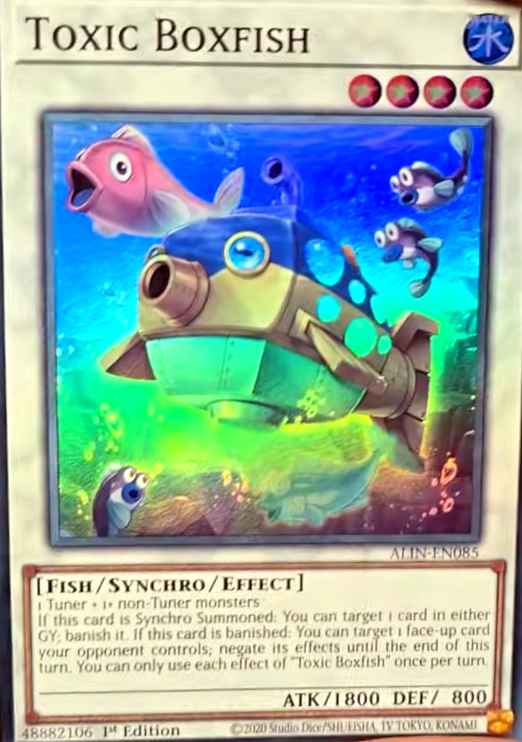 TOXIC BOXFISH
WATER
水
ALIN-EN085
[FISH/SYNCHRO/EFFECT]
1 Tuner + 1+ non-Tuner monsters
If this card is Synchro Summoned: You can target 1 card in either
GY; banish it. If this card is banished: You can target 1 face-up card
your opponent controls; negate its effects until the end of this
turn. You can only use each effect of "Toxic Boxfish" once per turn.
ATK/1800 DEF/ 800
48882106 1st Edition ©2020 Studio Dice/SHUEISHA, TV TOKYO, KONAMI